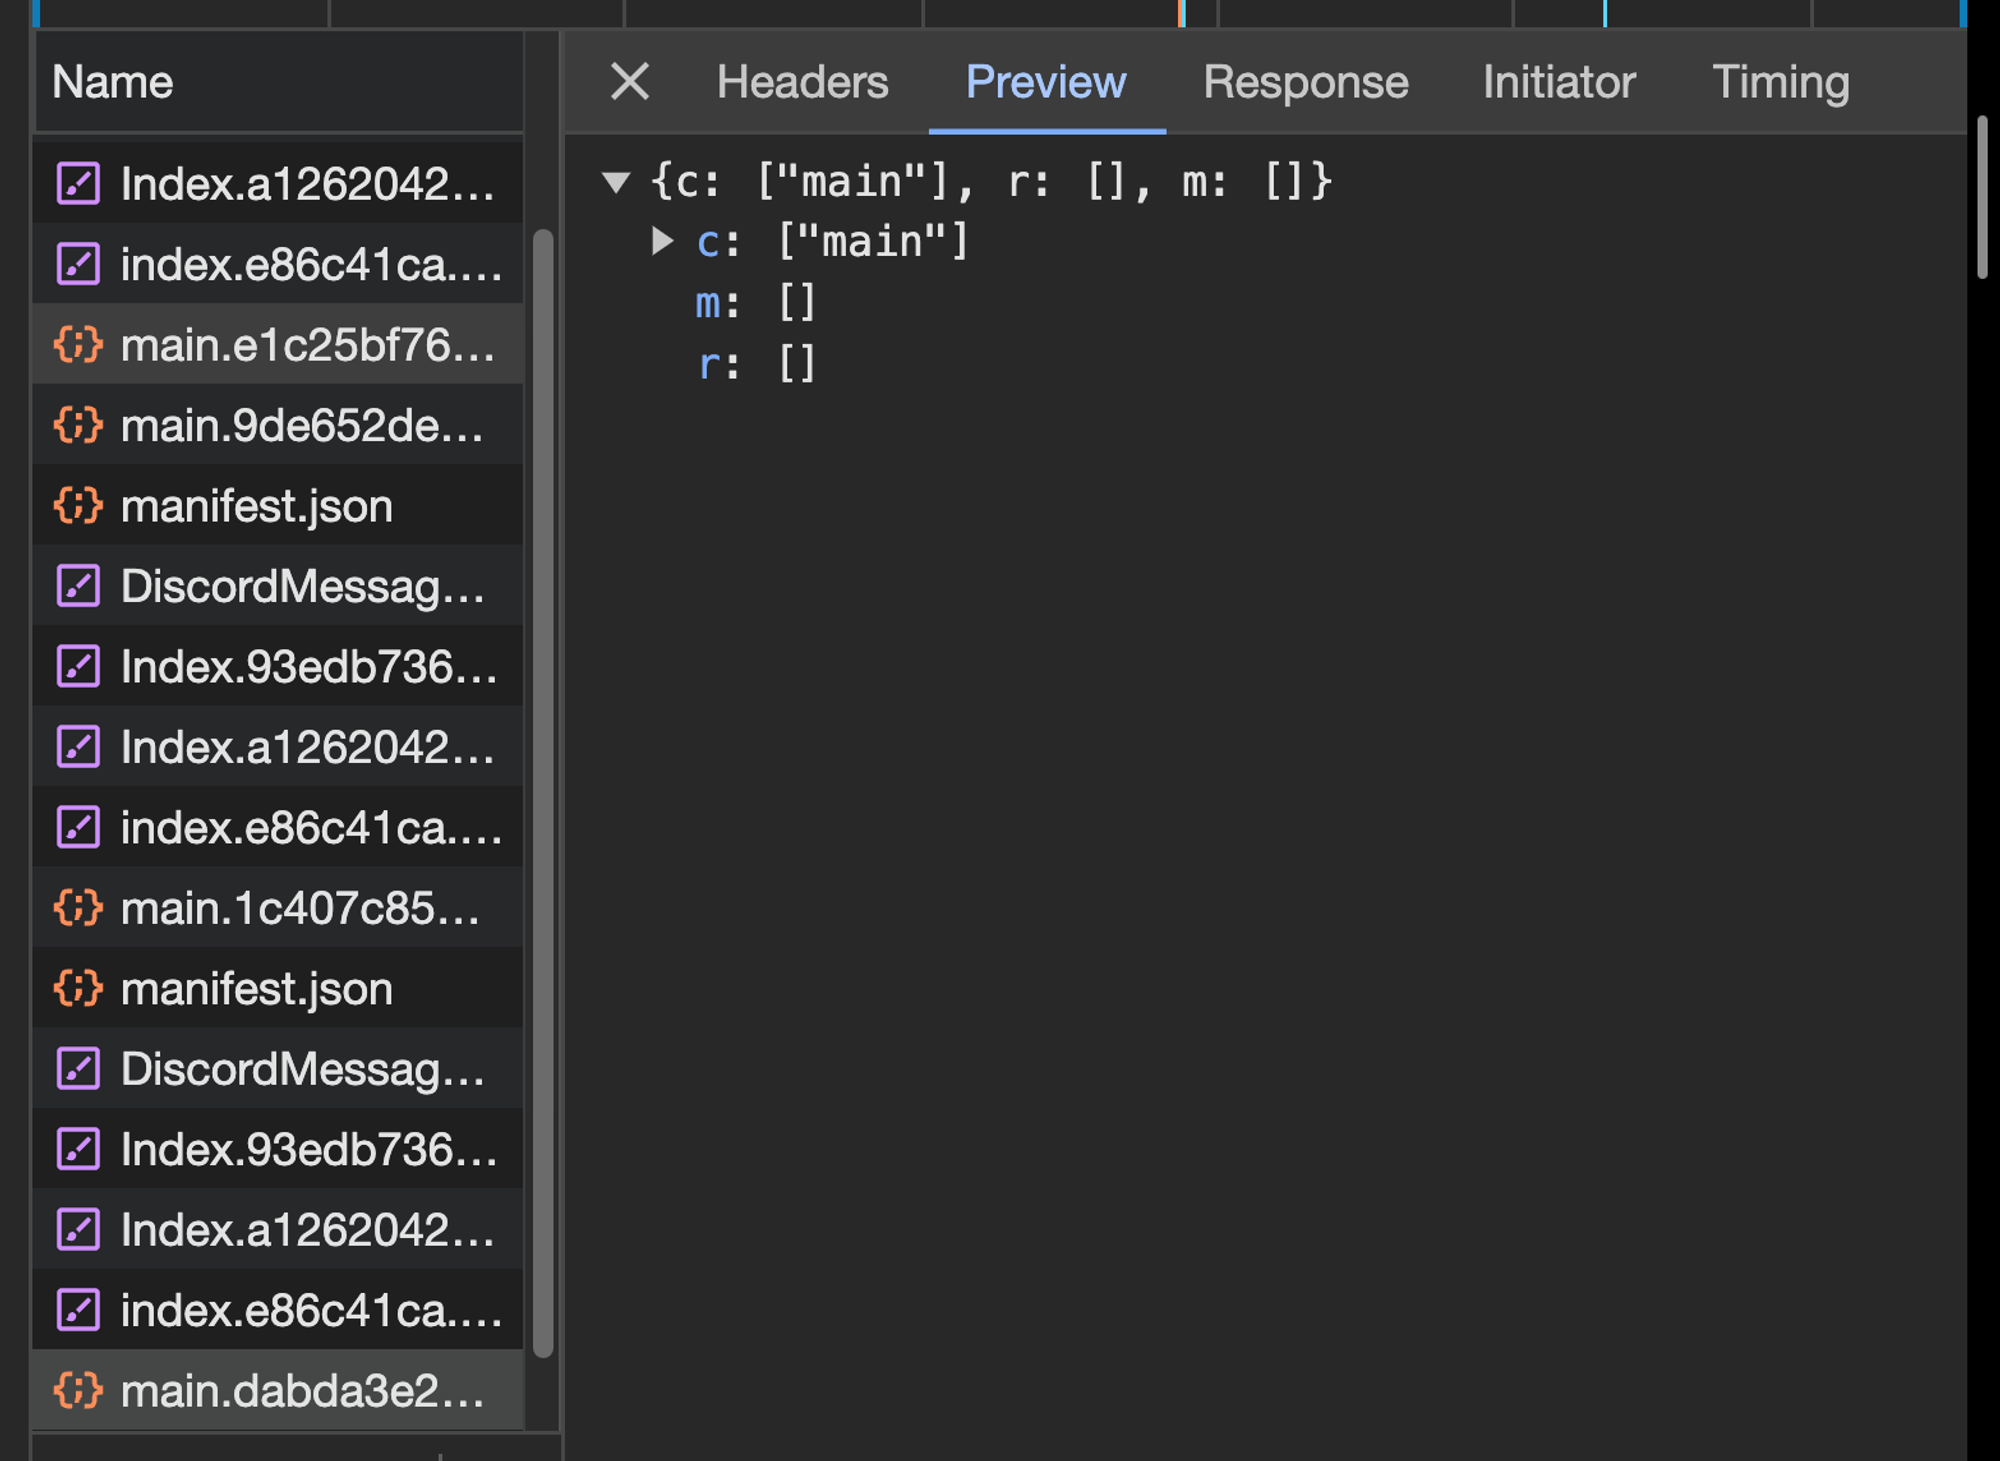 Name
Index.a1262042...
index.e86c41ca....
main.e1c25bf76...
main.9de652de...
manifest.json
DiscordMessag...
Index.93edb736...
Index.a1262042...
index.e86c41ca....
main.1c407c85...
manifest.json
DiscordMessag...
Index.93edb736...
Index.a1262042...
index.e86c41ca....
main.dabda3e2...
Headers Preview Response Initiator Timing
{c: ["main"], r: [], m: []}
c: ["main"]
m: []
r: []